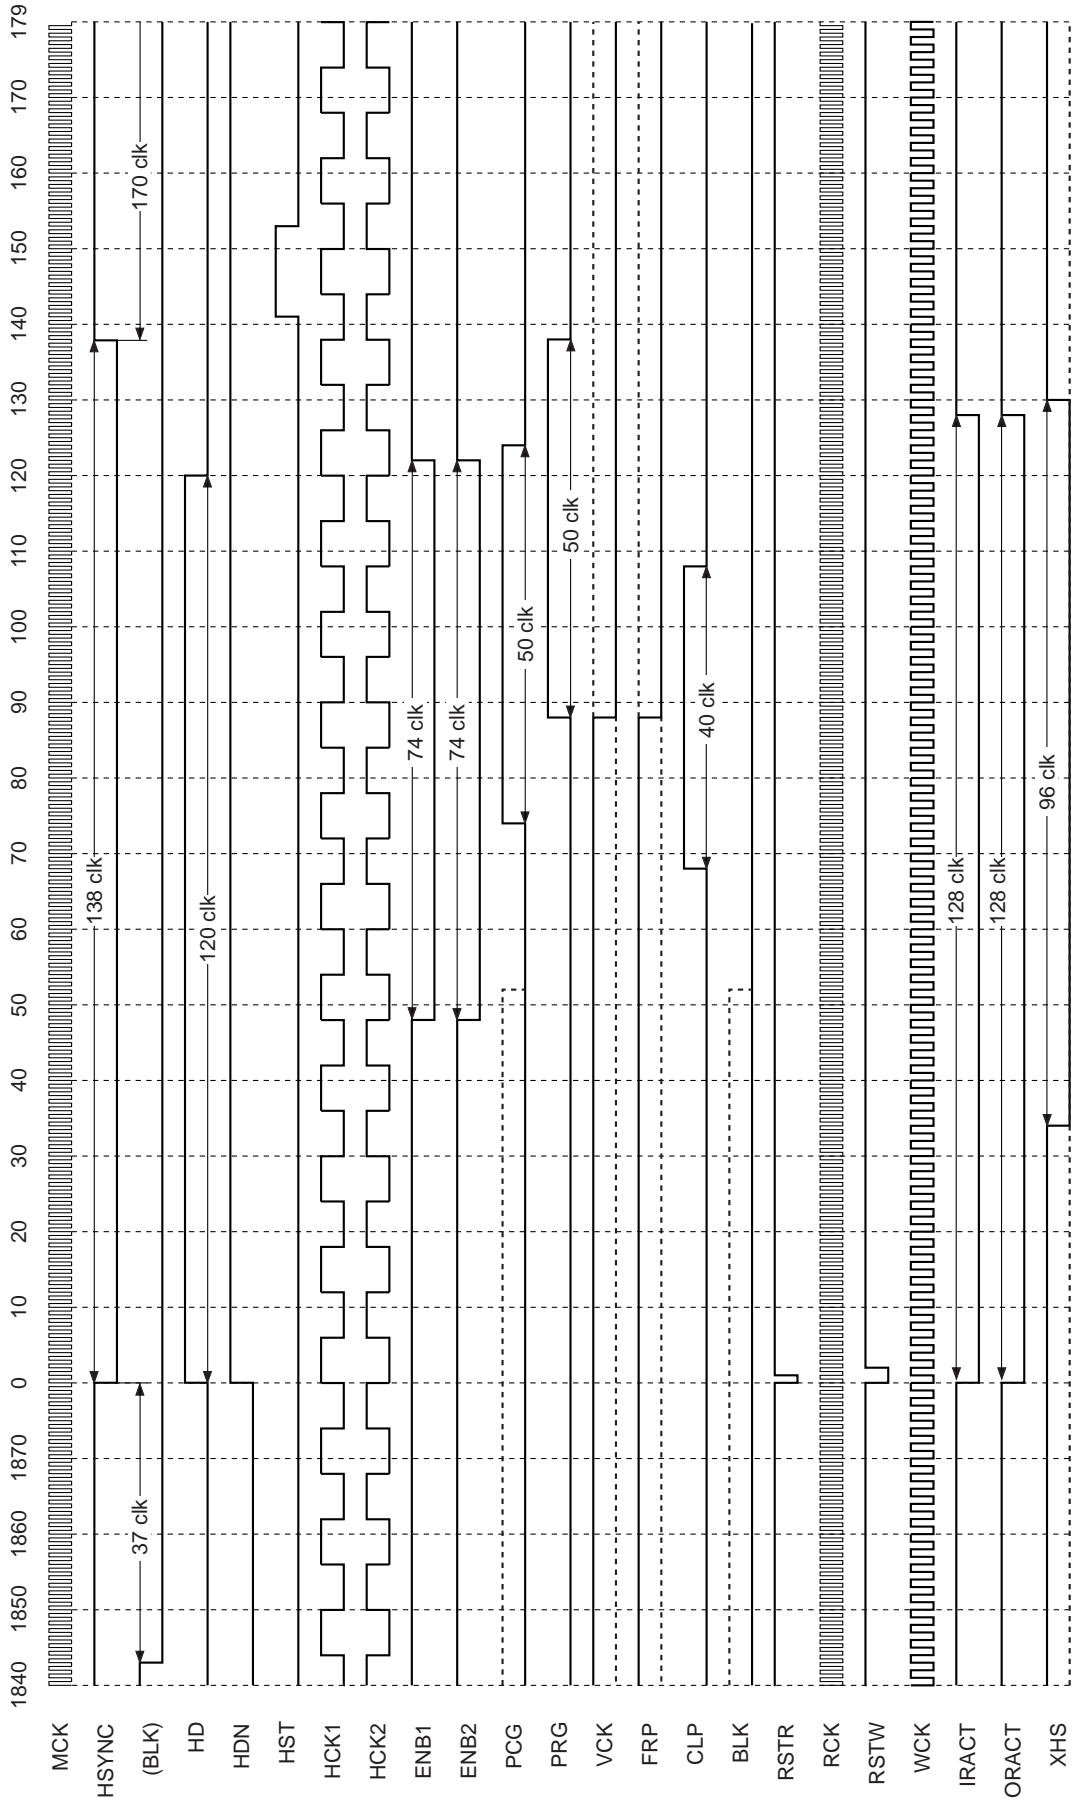 MCK
HSYNC
(BLK)
HD
HDN
HST
HCK1
HCK2
ENB1
ENB2
PCG
PRG
VCK
FRP
CLP
BLK
RSTR
RCK
RSTW
WCK
IRACT
ORACT
XHS
1840
1850
1860
1870
0
10
20
30
40
50
60
70
80
90
100
110
120
130
140
150
160
170
179
138 clk
37 clk
170 clk
120 clk
74 clk
74 clk
50 clk
50 clk
40 clk
128 clk
128 clk
96 clk